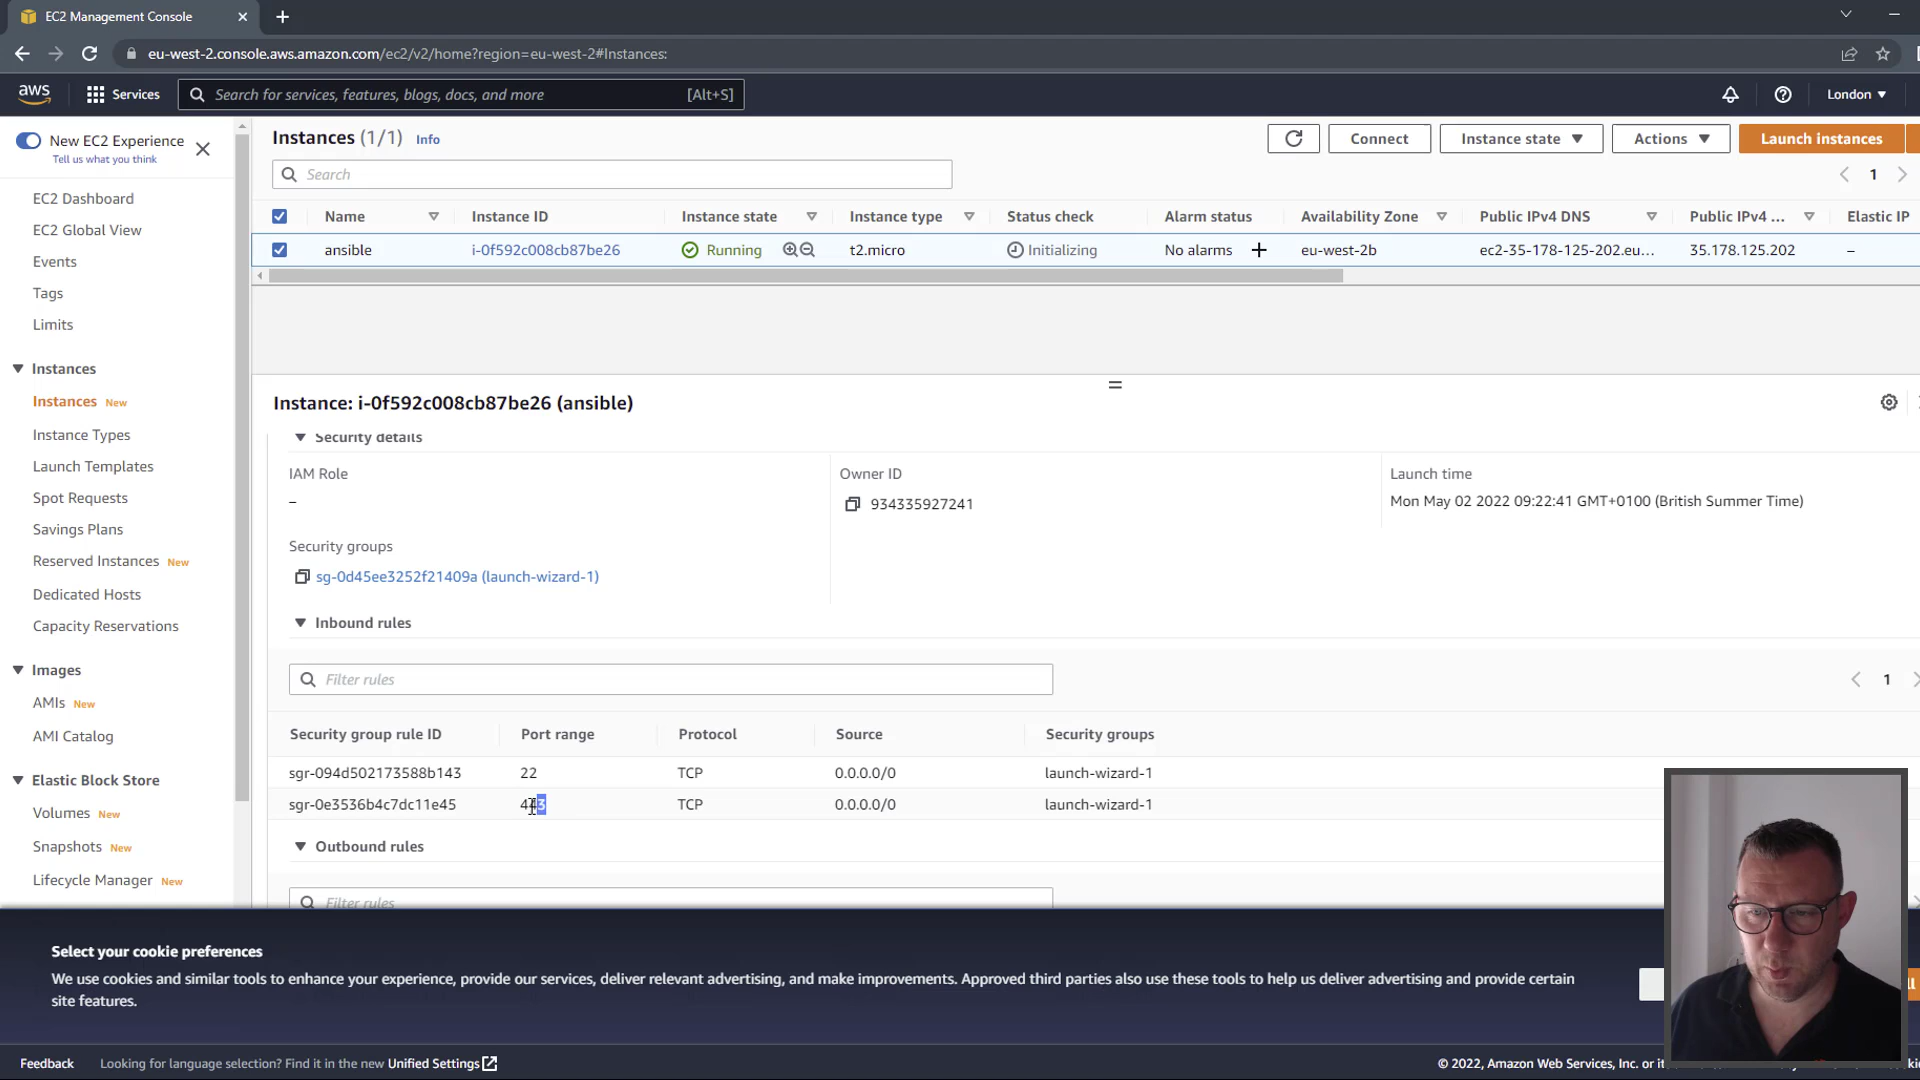 EC2 Management Console
eu-west-2.console.aws.amazon.com/ec2/v2/home?region=eu-west-2#Instances:
aws
Services
Search for services, features, blogs, docs, and more
[Alt+S]
London
New EC2 Experience
Tell us what you think
EC2 Dashboard
EC2 Global View
Events
Tags
Limits
Instances
Instances New
Instance Types
Launch Templates
Spot Requests
Savings Plans
Reserved Instances New
Dedicated Hosts
Capacity Reservations
Images
AMIs New
AMI Catalog
Elastic Block Store
Volumes New
Snapshots New
Lifecycle Manager New
Instances (1/1) Info
Connect
Instance state
Actions
Launch instances
Search
1
Name Instance ID Instance state Instance type Status check Alarm status Availability Zone Public IPv4 DNS Public IPv4 ... Elastic IP
ansible i-0f592c008cb87be26 Running t2.micro Initializing No alarms + eu-west-2b ec2-35-178-125-202.eu... 35.178.125.202 –
Instance: i-0f592c008cb87be26 (ansible)
Security details
IAM Role
–
Owner ID
934335927241
Launch time
Mon May 02 2022 09:22:41 GMT+0100 (British Summer Time)
Security groups
sg-0d45ee3252f21409a (launch-wizard-1)
Inbound rules
Filter rules
1
Security group rule ID Port range Protocol Source Security groups
sgr-094d502173588b143 22 TCP 0.0.0.0/0 launch-wizard-1
sgr-0e3536b4c7dc11e45 443 TCP 0.0.0.0/0 launch-wizard-1
Outbound rules
Filter rules
Select your cookie preferences
We use cookies and similar tools to enhance your experience, provide our services, deliver relevant advertising, and make improvements. Approved third parties also use these tools to help us deliver advertising and provide certain
site features.
Feedback
Looking for language selection? Find it in the new Unified Settings
© 2022, Amazon Web Services, Inc. or